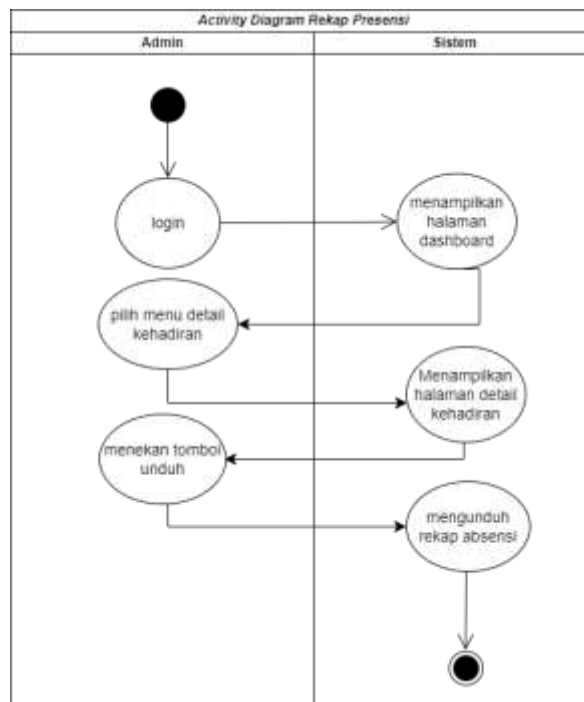 Activity Diagram Rekap Presensi
Admin
Sistem
login
menampilkan
halaman
dashboard
pilih menu detail
kehadiran
Menampilkan
halaman detail
kehadiran
menekan tombol
unduh
mengunduh
rekap absensi